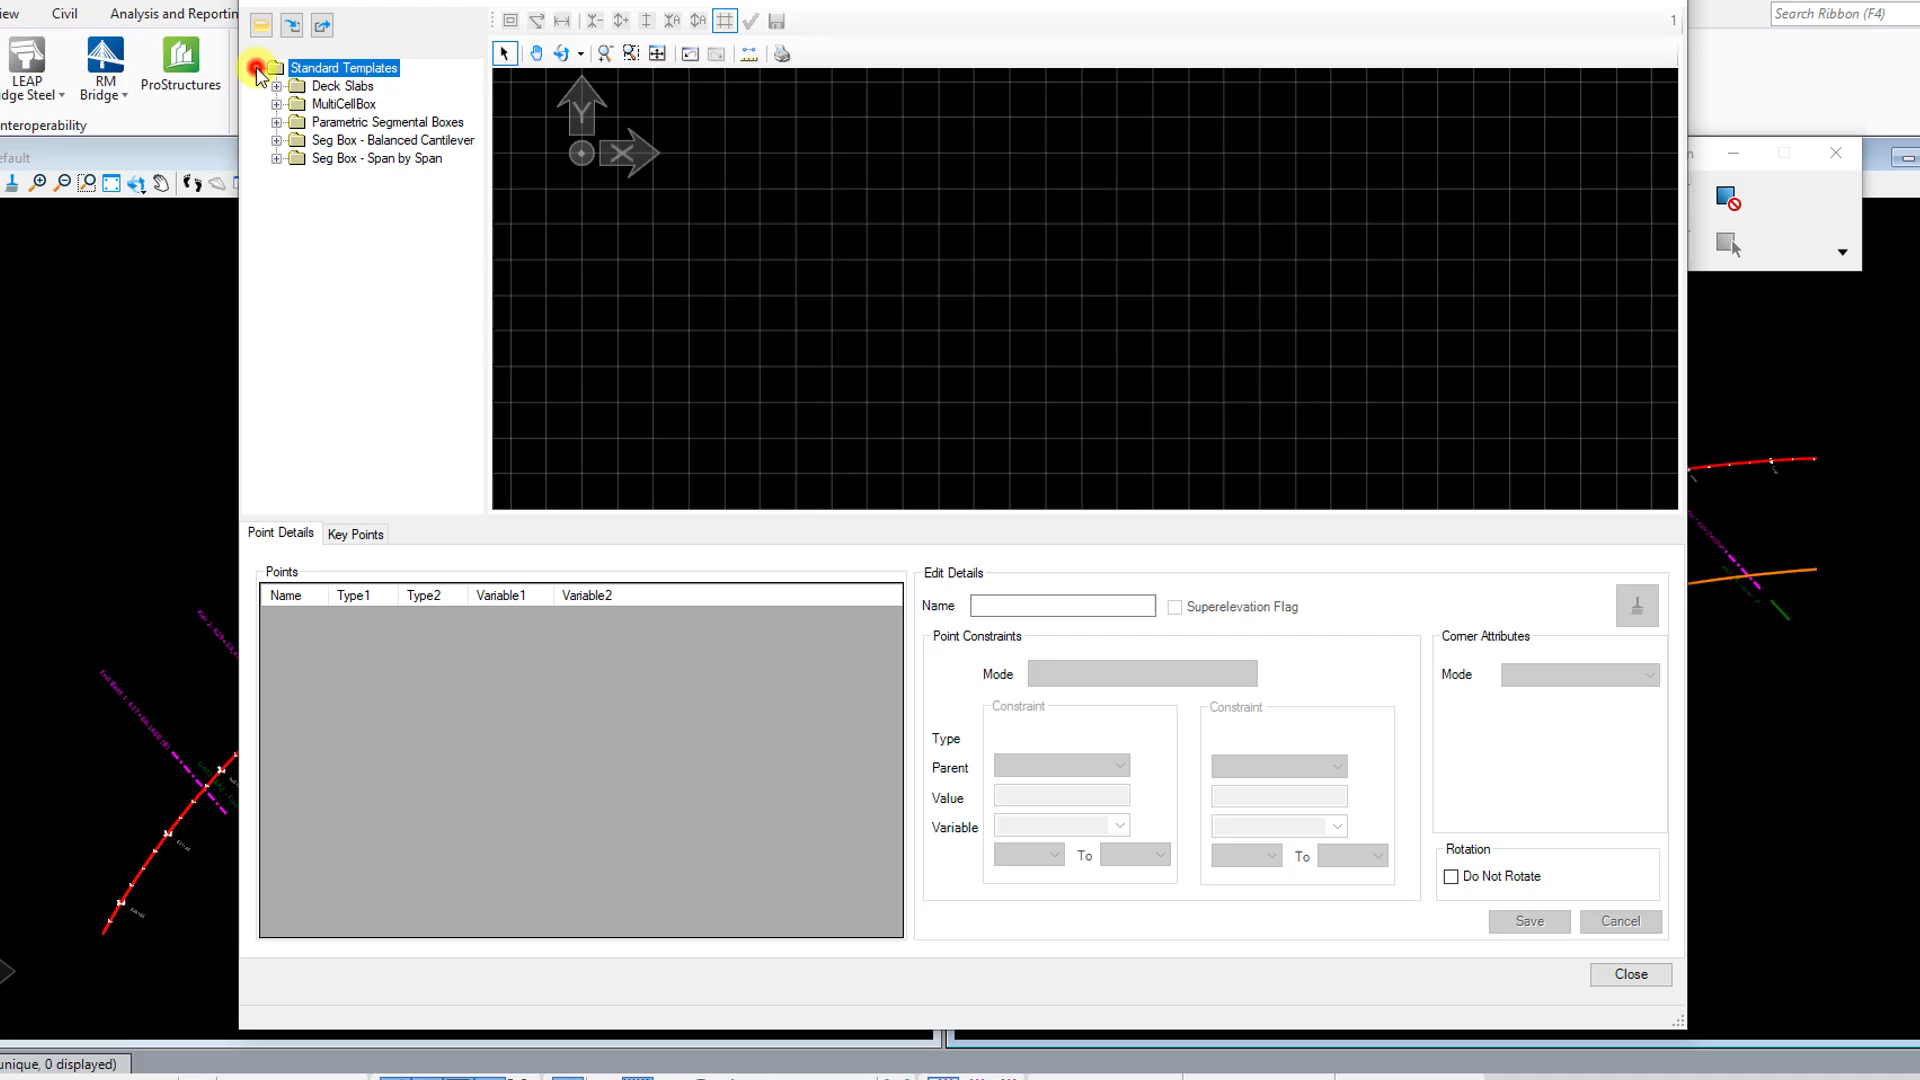 iew
Civil
Analysis and Reportin
Search Ribbon (F4)
LEAP
idge Steel
RM
Bridge
ProStructures
nteroperability
1
efault
n
Standard Templates
Deck Slabs
MultiCellBox
Parametric Segmental Boxes
Seg Box - Balanced Cantilever
Seg Box - Span by Span
Y
X
Point Details
Key Points
Points
Name
Type1
Type2
Variable1
Variable2
Edit Details
Name
Superelevation Flag
Point Constraints
Corner Attributes
Mode
Mode
Constraint
Constraint
Type
Parent
Value
Variable
To
To
Rotation
Do Not Rotate
Save
Cancel
Close
unique, 0 displayed)